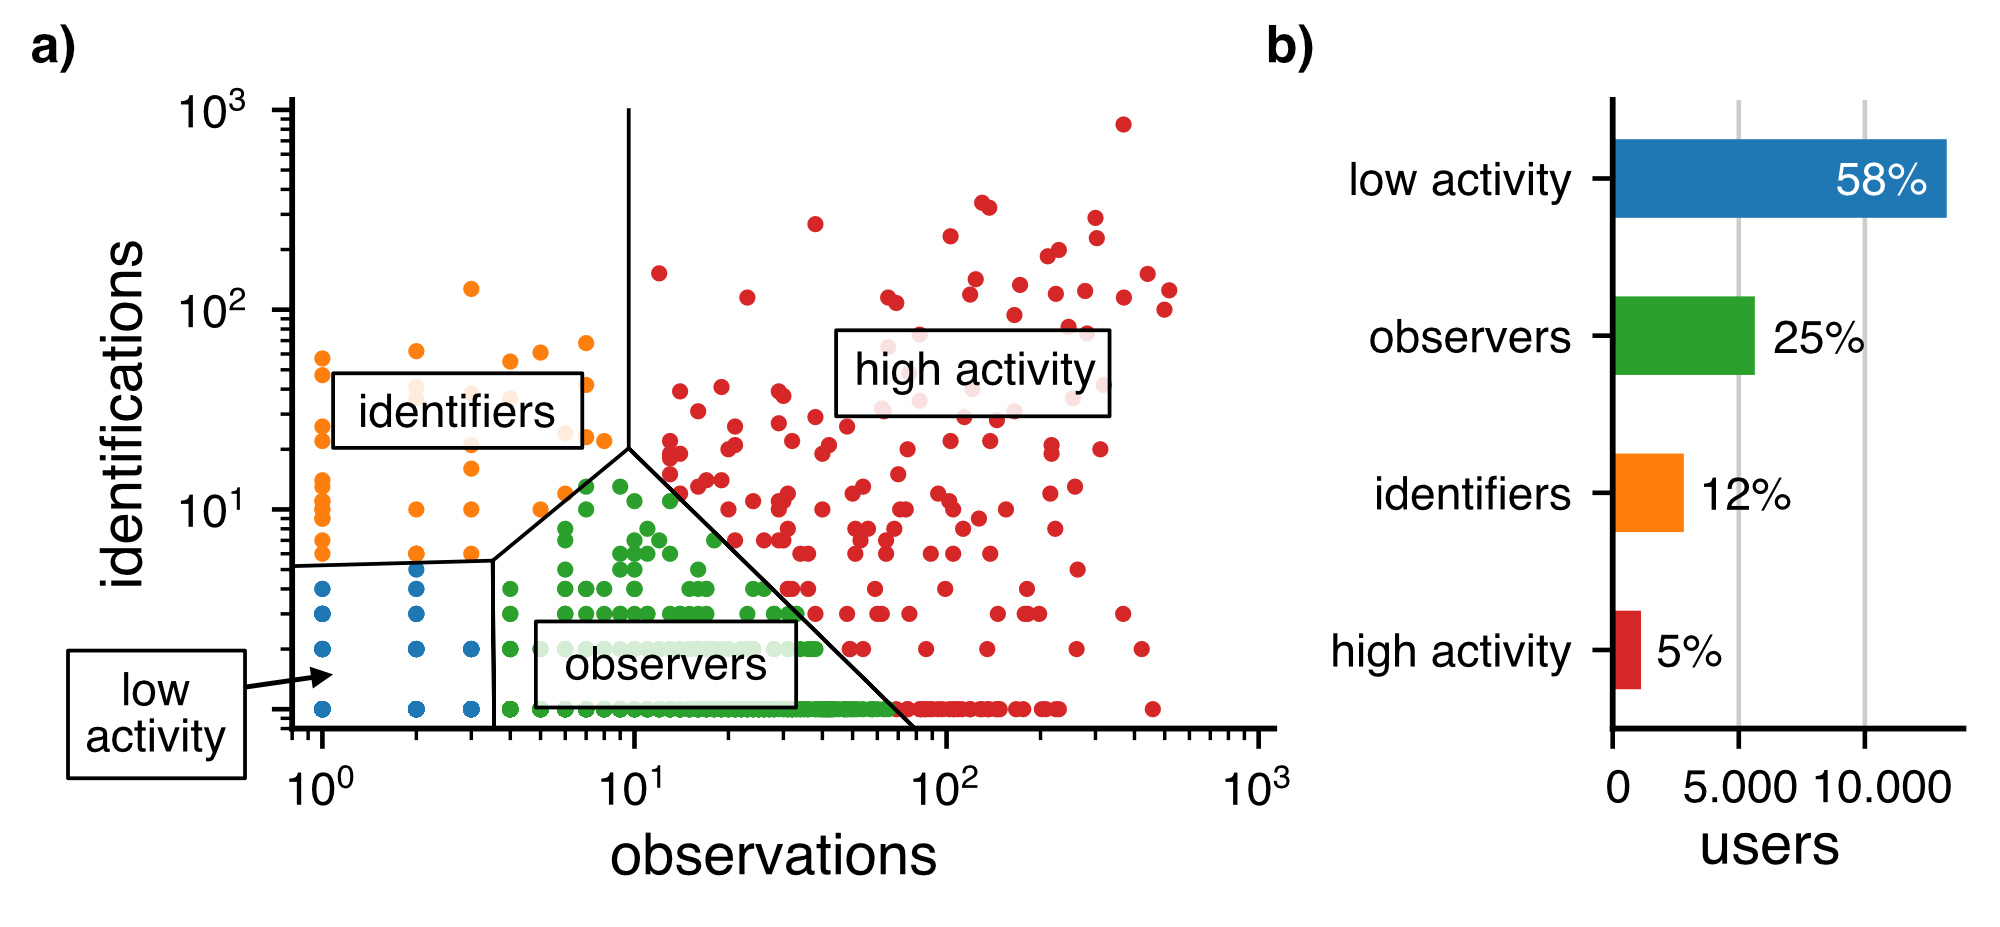 a)
b)
10³
10²
10¹
identifications
identifiers
high activity
observers
low
activity
10⁰
10¹
10²
10³
observations
low activity
58%
observers
25%
identifiers
12%
high activity
5%
0
5.000
10.000
users